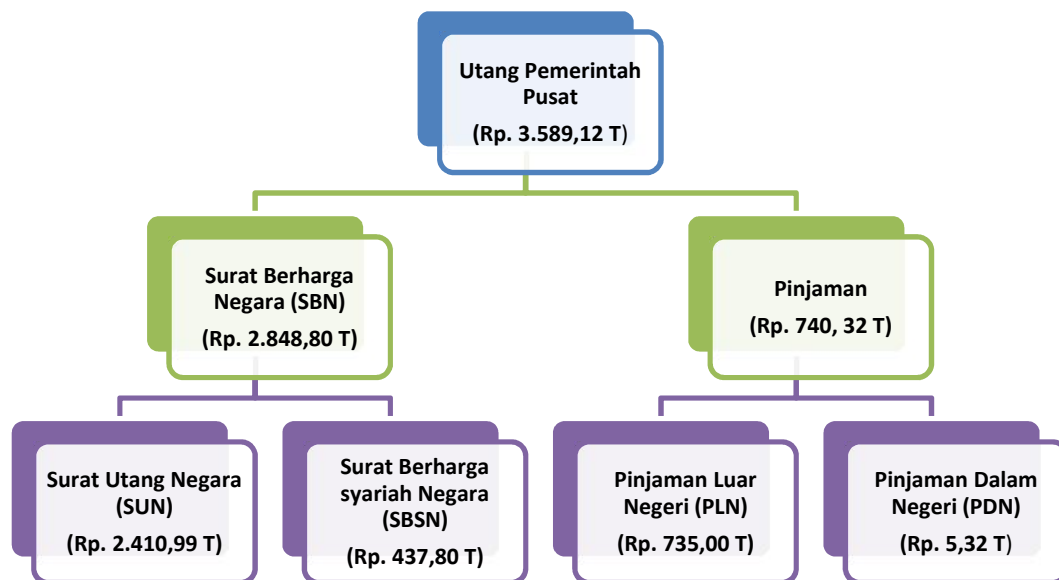 Utang Pemerintah
Pusat
(Rp. 3.589,12 T)
Surat Berharga
Negara (SBN)
(Rp. 2.848,80 T)
Pinjaman
(Rp. 740, 32 T)
Surat Utang Negara
(SUN)
(Rp. 2.410,99 T)
Surat Berharga
syariah Negara
(SBSN)
(Rp. 437,80 T)
Pinjaman Luar
Negeri (PLN)
(Rp. 735,00 T)
Pinjaman Dalam
Negeri (PDN)
(Rp. 5,32 T)